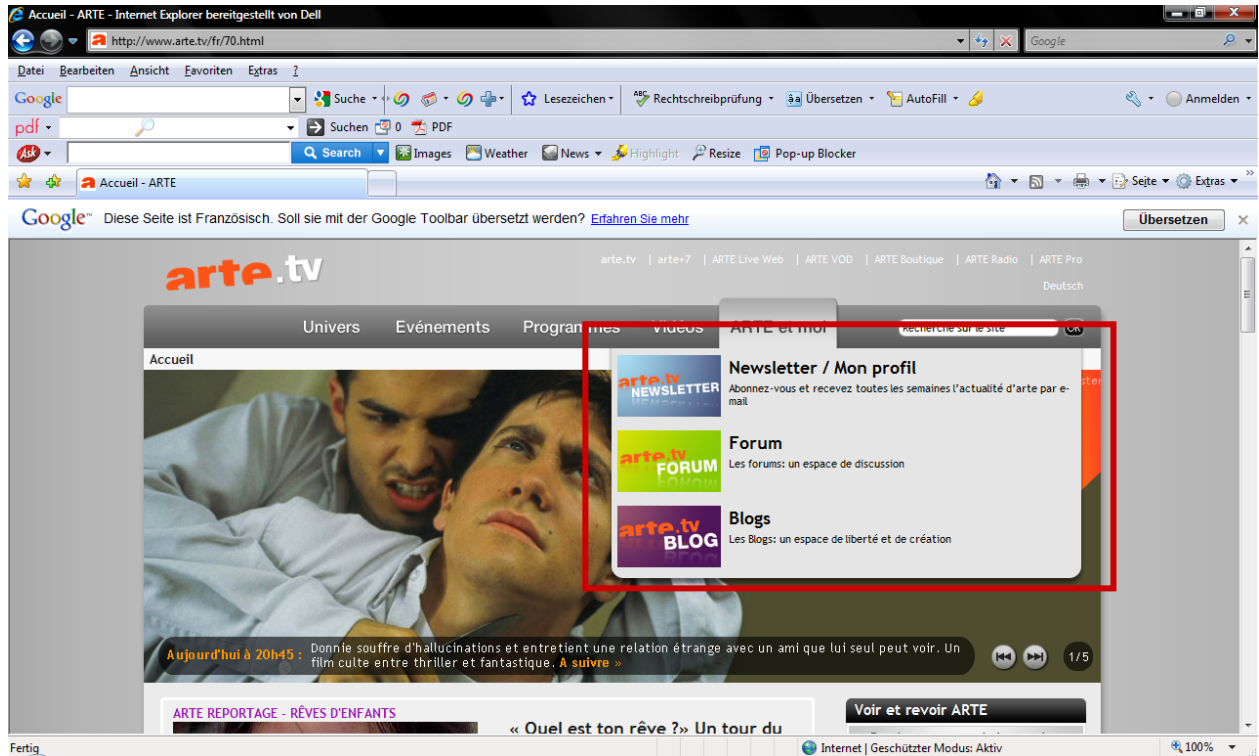 Accueil - ARTE - Internet Explorer bereitgestellt von Dell
http://www.arte.tv/fr/70.html
Google
Datei Bearbeiten Ansicht Favoriten Extras ?
Google Suche Lesezeichen Rechtschreibprüfung Übersetzen AutoFill Anmelden
pdf Suchen 0 PDF
Ask Search Images Weather News Highlight Resize Pop-up Blocker
Accueil - ARTE Seite Extras
Google™ Diese Seite ist Französisch. Soll sie mit der Google Toolbar übersetzt werden? Erfahren Sie mehr Übersetzen
arte.tv
arte.tv | arte+7 | ARTE Live Web | ARTE VOD | ARTE Boutique | ARTE Radio | ARTE Pro
Deutsch
Univers Evénements Programmes Vidéos ARTE et moi Recherche sur le site OK
Accueil
arte.tv NEWSLETTER
Newsletter / Mon profil
Abonnez-vous et recevez toutes les semaines l'actualité d'arte par e-
mail
arte.tv FORUM
Forum
Les forums: un espace de discussion
arte.tv BLOG
Blogs
Les Blogs: un espace de liberté et de création
Aujourd'hui à 20h45 : Donnie souffre d'hallucinations et entretient une relation étrange avec un ami que lui seul peut voir. Un
film culte entre thriller et fantastique. A suivre »
1/5
ARTE REPORTAGE - RÊVES D'ENFANTS
« Quel est ton rêve ?» Un tour du
Voir et revoir ARTE
Fertig Internet | Geschützter Modus: Aktiv 100%